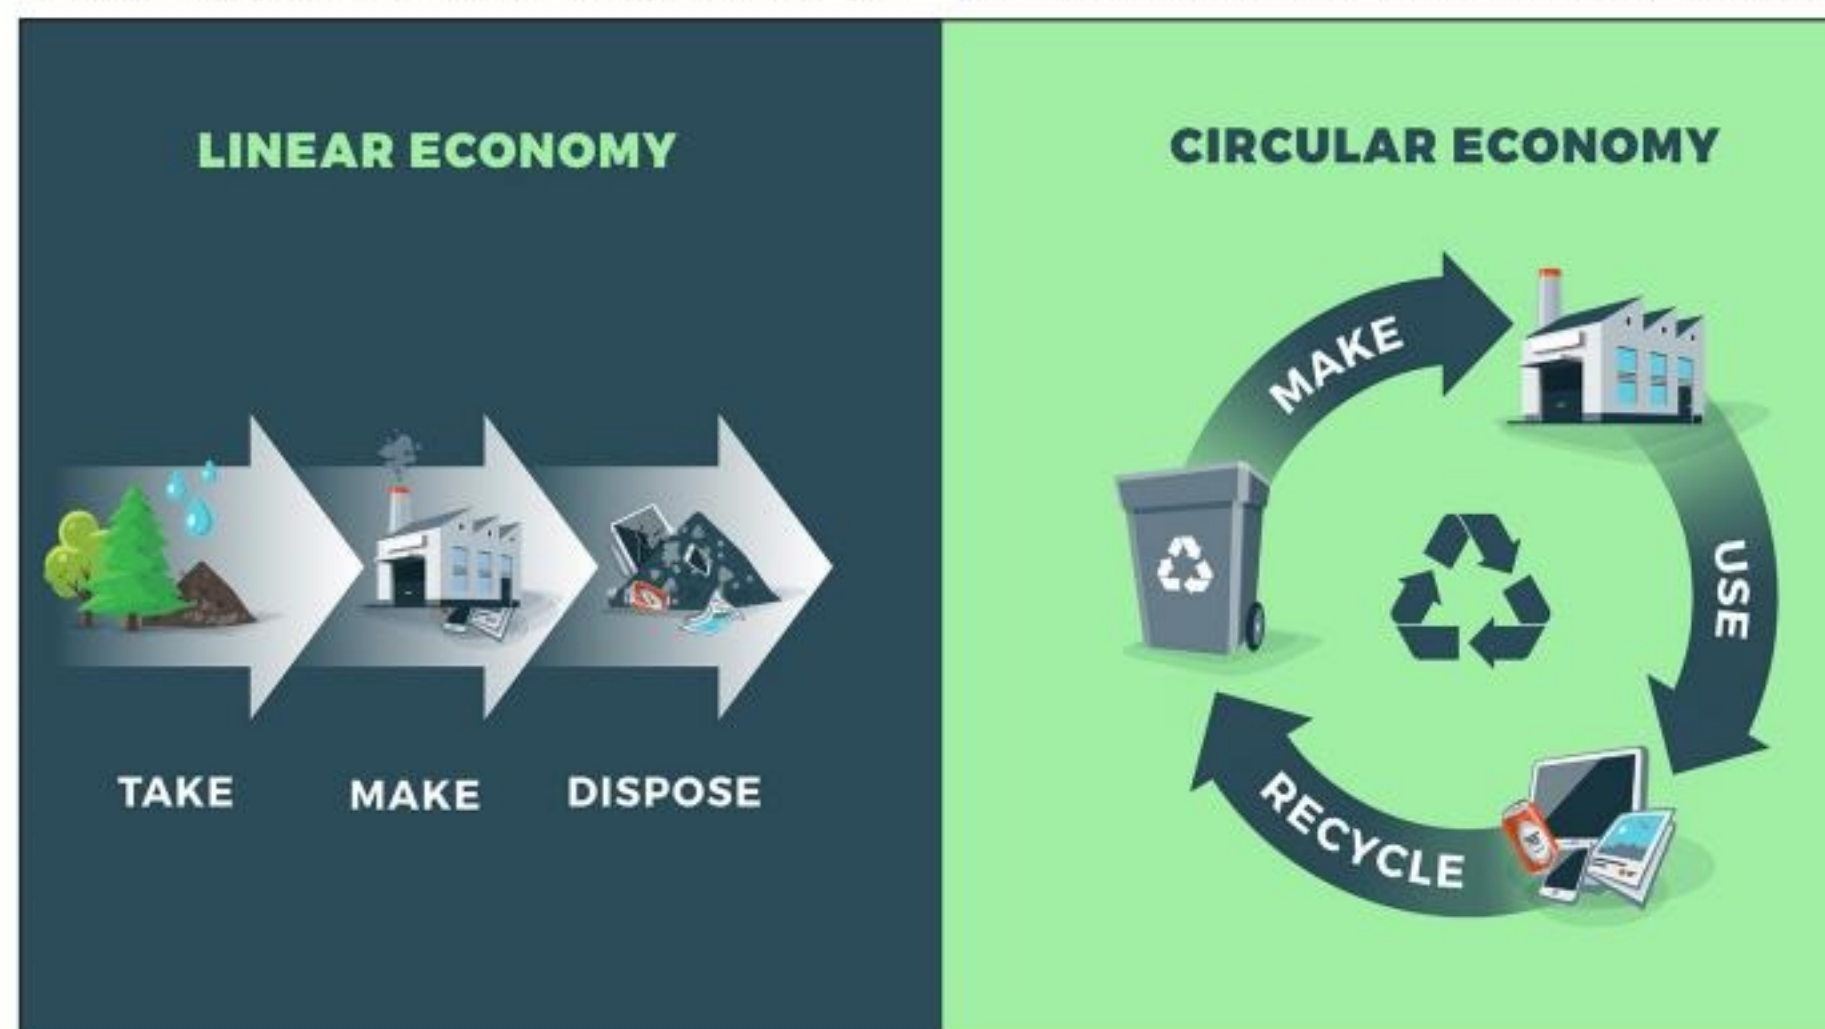 LINEAR ECONOMY
TAKE
MAKE
DISPOSE
CIRCULAR ECONOMY
MAKE
USE
RECYCLE